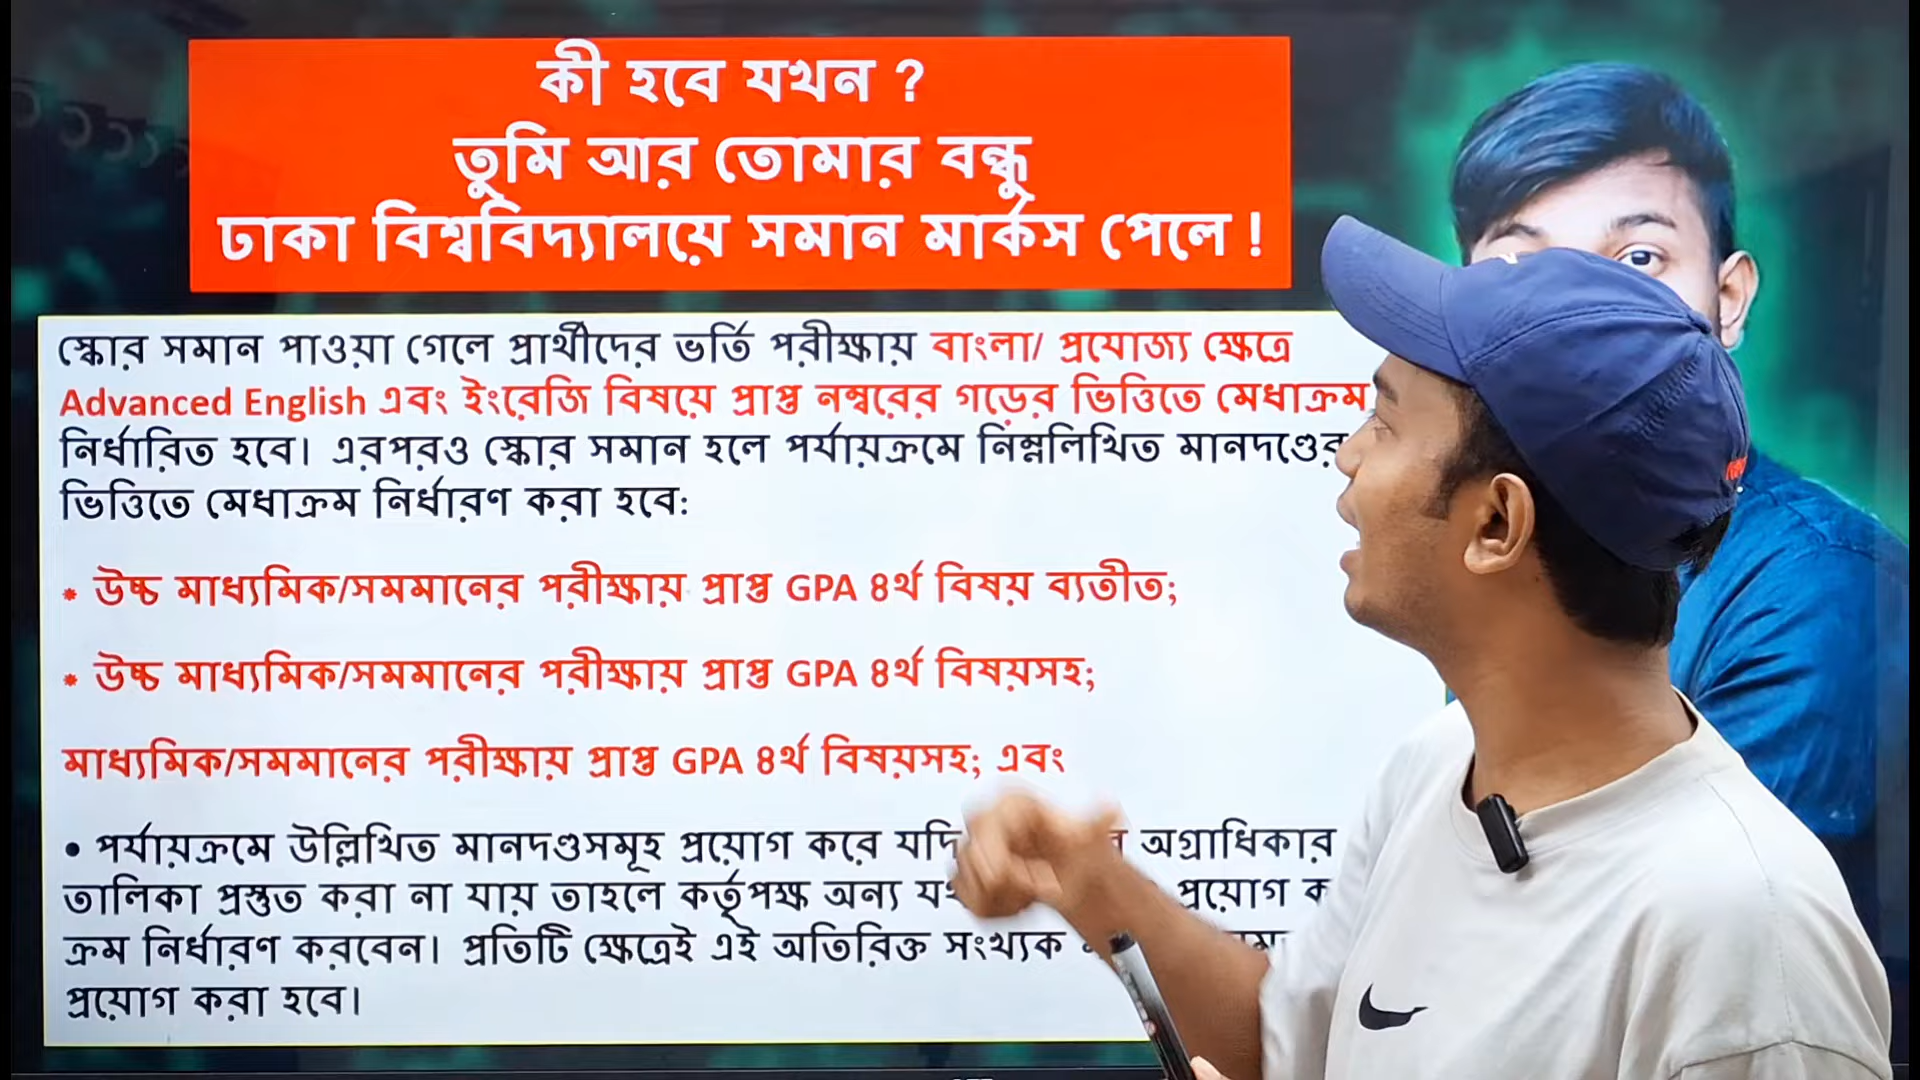 কী হবে যখন ?
তুমি আর তোমার বন্ধু
ঢাকা বিশ্ববিদ্যালয়ে সমান মার্কস পেলে !
স্কোর সমান পাওয়া গেলে প্রার্থীদের ভর্তি পরীক্ষায় বাংলা/ প্রযোজ্য ক্ষেত্রে
Advanced English এবং ইংরেজি বিষয়ে প্রাপ্ত নম্বরের গড়ের ভিত্তিতে মেধাক্রম
নির্ধারিত হবে। এরপরও স্কোর সমান হলে পর্যায়ক্রমে নিম্নলিখিত মানদণ্ডের
ভিত্তিতে মেধাক্রম নির্ধারণ করা হবে:
* উচ্চ মাধ্যমিক/সমমানের পরীক্ষায় প্রাপ্ত GPA ৪র্থ বিষয় ব্যতীত;
* উচ্চ মাধ্যমিক/সমমানের পরীক্ষায় প্রাপ্ত GPA ৪র্থ বিষয়সহ;
মাধ্যমিক/সমমানের পরীক্ষায় প্রাপ্ত GPA ৪র্থ বিষয়সহ; এবং
• পর্যায়ক্রমে উল্লিখিত মানদণ্ডসমূহ প্রয়োগ করে যদি অগ্রাধিকার
তালিকা প্রস্তুত করা না যায় তাহলে কর্তৃপক্ষ অন্য প্রয়োগ
ক্রম নির্ধারণ করবেন। প্রতিটি ক্ষেত্রেই এই অতিরিক্ত সংখ্যক
প্রয়োগ করা হবে।